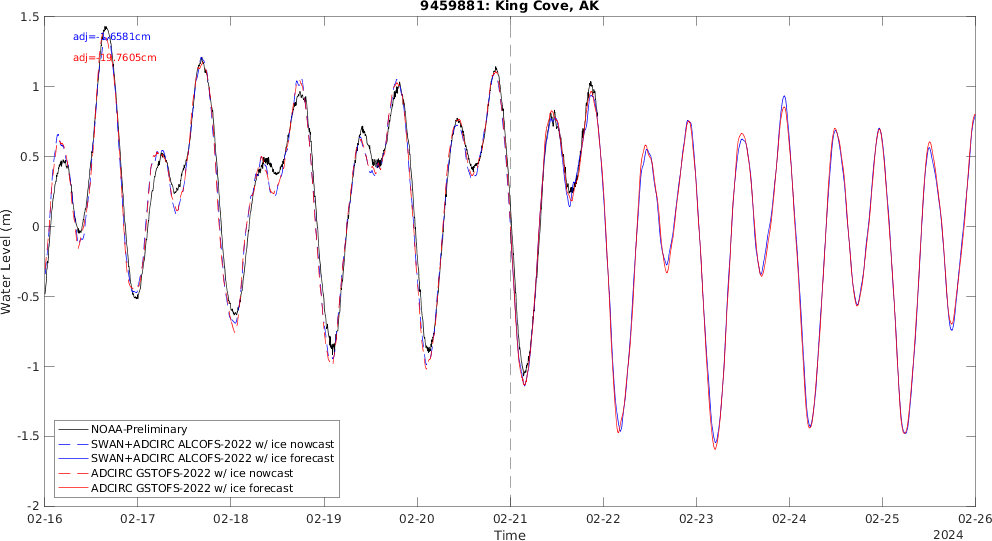 9459881: King Cove, AK
1.5
adj=-1.6581cm
adj=-19.7605cm
1
0.5
0
-0.5
-1
-1.5
-2
Water Level (m)
NOAA-Preliminary
SWAN+ADCIRC ALCOFS-2022 w/ ice nowcast
SWAN+ADCIRC ALCOFS-2022 w/ ice forecast
ADCIRC GSTOFS-2022 w/ ice nowcast
ADCIRC GSTOFS-2022 w/ ice forecast
02-16 02-17 02-18 02-19 02-20 02-21 02-22 02-23 02-24 02-25 02-26
Time
2024